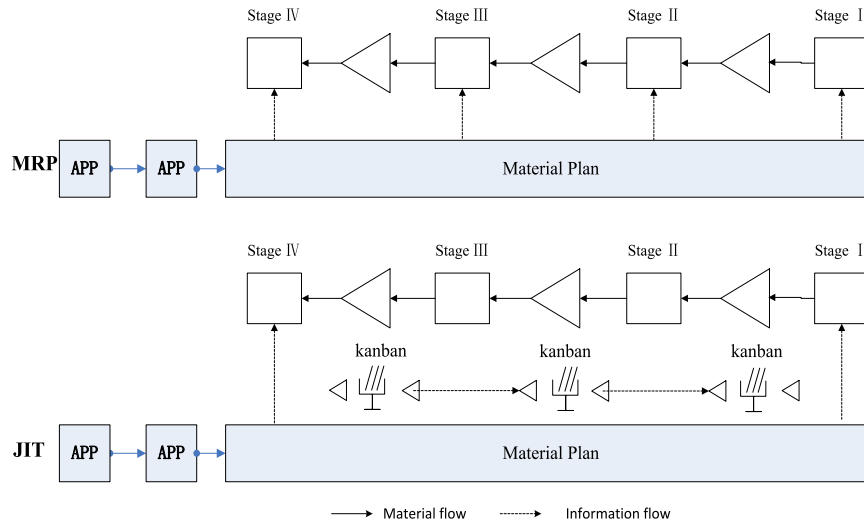 Stage Ⅳ Stage Ⅲ Stage Ⅱ Stage Ⅰ
MRP APP APP Material Plan
Stage Ⅳ Stage Ⅲ Stage Ⅱ Stage Ⅰ
kanban kanban kanban
JIT APP APP Material Plan
Material flow Information flow